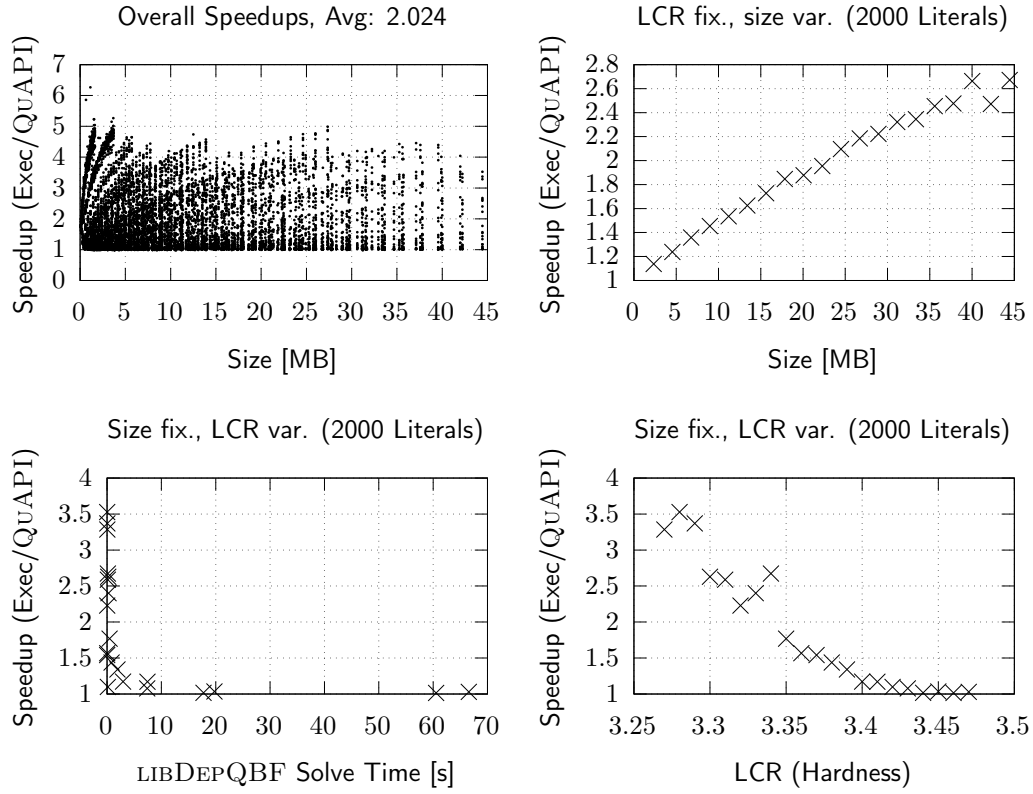 Overall Speedups, Avg: 2.024
Speedup (Exec/QUAPI)
7
6
5
4
3
2
1
0
0 5 10 15 20 25 30 35 40 45
Size [MB]
LCR fix., size var. (2000 Literals)
Speedup (Exec/QUAPI)
2.8
2.6
2.4
2.2
2
1.8
1.6
1.4
1.2
1
0 5 10 15 20 25 30 35 40 45
Size [MB]
Size fix., LCR var. (2000 Literals)
Speedup (Exec/QUAPI)
4
3.5
3
2.5
2
1.5
1
0 10 20 30 40 50 60 70
LIBDEPQBF Solve Time [s]
Size fix., LCR var. (2000 Literals)
Speedup (Exec/QUAPI)
4
3.5
3
2.5
2
1.5
1
3.25 3.3 3.35 3.4 3.45 3.5
LCR (Hardness)